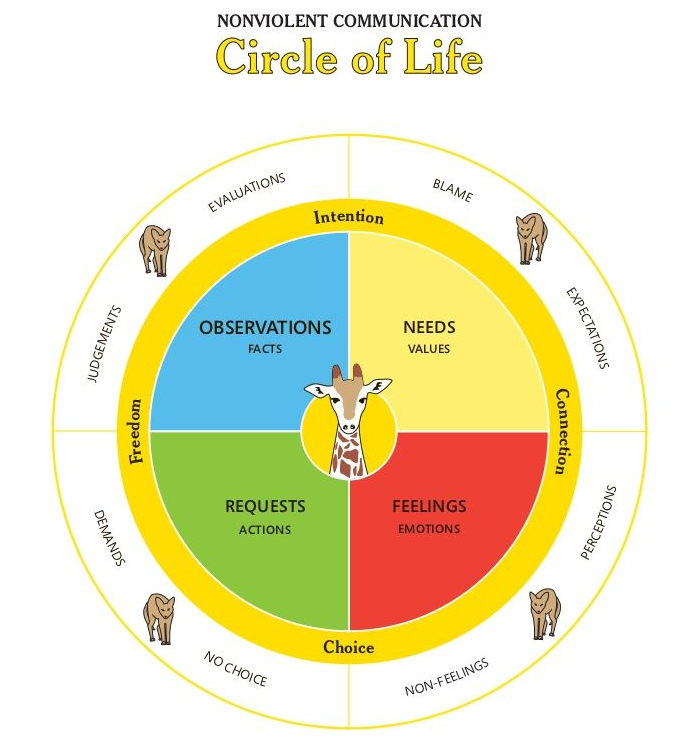 NONVIOLENT COMMUNICATION
Circle of Life
EVALUATIONS
BLAME
JUDGEMENTS
EXPECTATIONS
Intention
OBSERVATIONS
FACTS
NEEDS
VALUES
Freedom
Connection
REQUESTS
ACTIONS
FEELINGS
EMOTIONS
DEMANDS
PERCEPTIONS
Choice
NO CHOICE
NON-FEELINGS